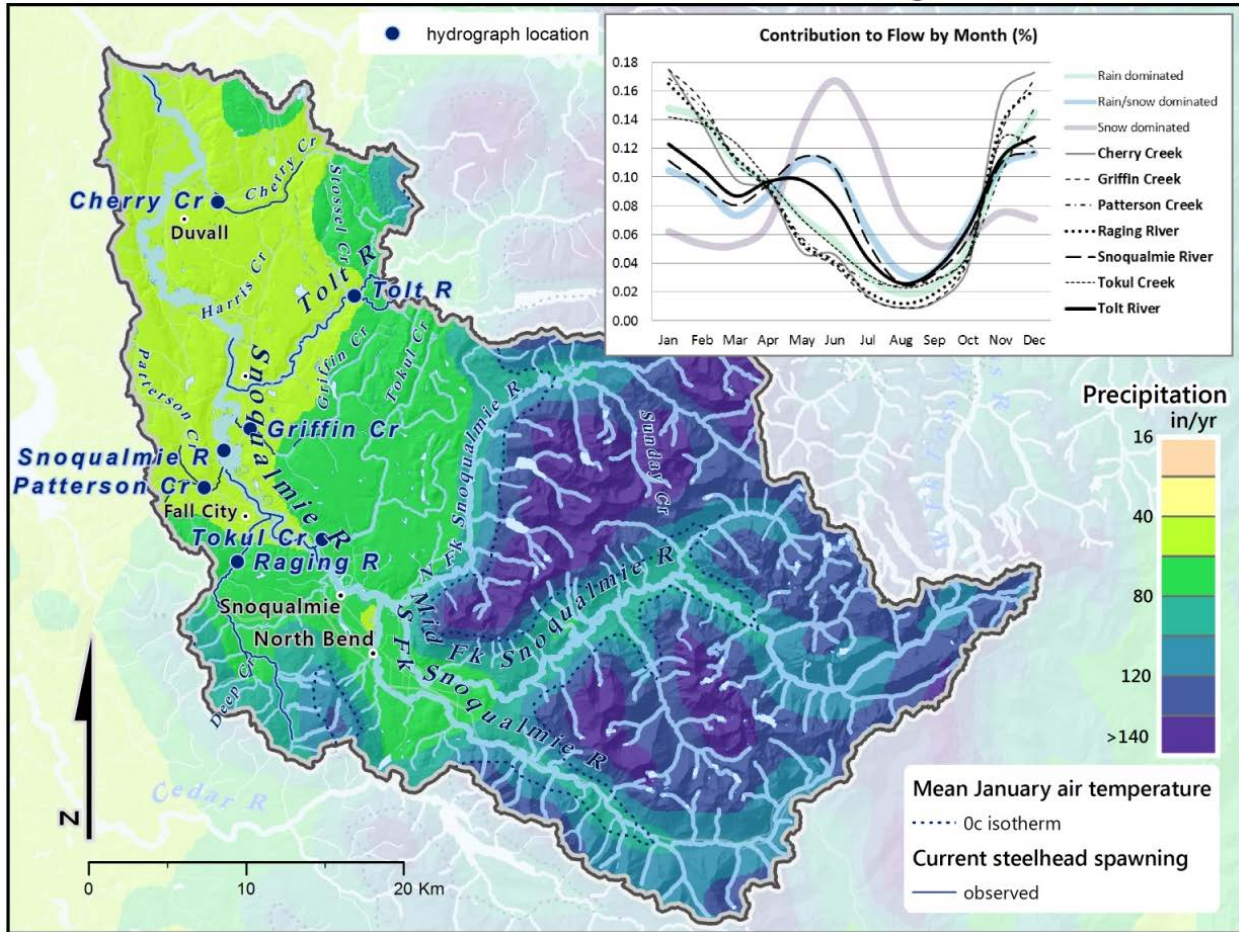 hydrograph location
Contribution to Flow by Month (%)
0.18
0.16
0.14
0.12
0.10
0.08
0.06
0.04
0.02
0.00
Jan Feb Mar Apr May Jun Jul Aug Sep Oct Nov Dec
Rain dominated
Rain/snow dominated
Snow dominated
Cherry Creek
Griffin Creek
Patterson Creek
Raging River
Snoqualmie River
Tokul Creek
Tolt River
Cherry Cr
Cherry Cr
Duvall
Stossel Cr
Harris Cr
Tolt R
Tolt R
Patterson Cr
Snoqualmie R
Griffin Cr
Tokul Cr
Griffin Cr
Snoqualmie R
Patterson Cr
Fall City
Tokul Cr
Raging R
N Fk Snoqualmie R
Sunday Cr
Snoqualmie
North Bend
Mid Fk Snoqualmie R
S Fk Snoqualmie R
Deep Cr
Cedar R
Precipitation
in/yr
16
40
80
120
>140
Mean January air temperature
0c isotherm
Current steelhead spawning
observed
N
0 10 20 Km